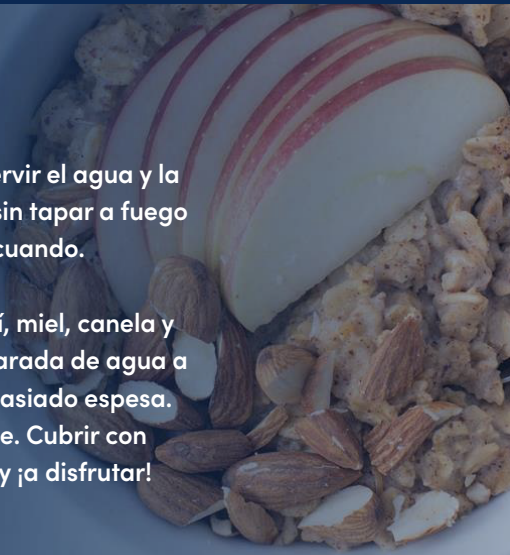 rvir el agua y la
sin tapar a fuego
cuando.
í, miel, canela y
arada de agua a
asiado espesa.
e. Cubrir con
y ¡a disfrutar!